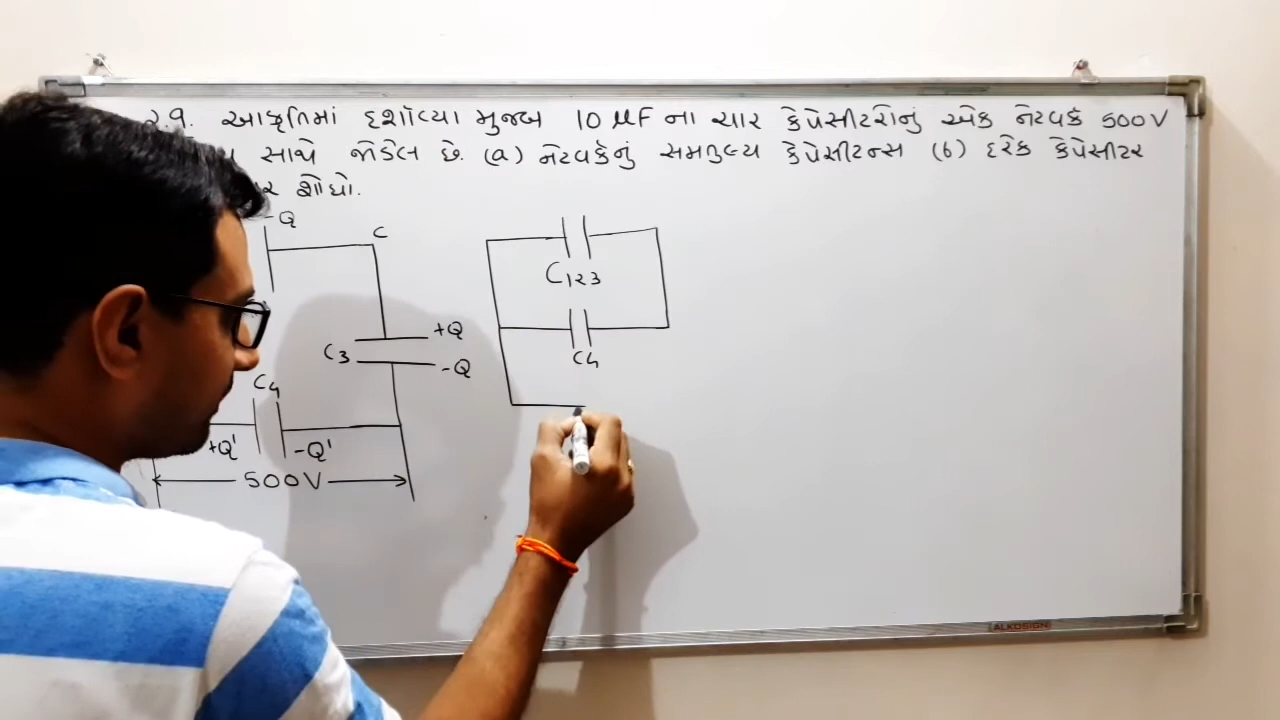 ૨.૧. આકૃતિમાં દર્શાવ્યા મુજબ 10 μF ના ચાર કેપેસીટરોનું એક નેટવર્ક 500V
સાથે જોડેલ છે. (a) નેટવર્કનું સમતુલ્ય કેપેસીટન્સ (b) દરેક કેપેસીટર
શોધો.
-Q
C
C123
C3
+Q
-Q
C4
C4
+Q'
-Q'
500V
ALKOSIGN